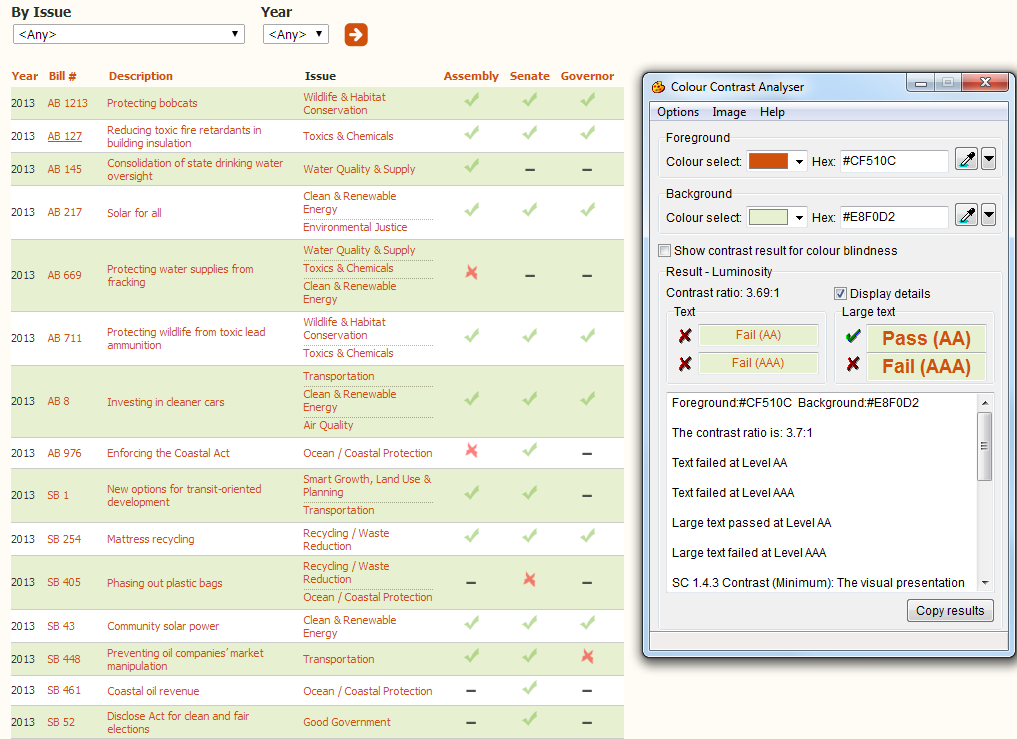 By Issue Year
<Any> <Any>
Year Bill # Description Issue Assembly Senate Governor
2013 AB 1213 Protecting bobcats Wildlife & Habitat
Conservation
2013 AB 127 Reducing toxic fire retardants in
building insulation Toxics & Chemicals
2013 AB 145 Consolidation of state drinking water
oversight Water Quality & Supply
2013 AB 217 Solar for all Clean & Renewable
Energy
Environmental Justice
2013 AB 669 Protecting water supplies from
fracking Water Quality & Supply
Toxics & Chemicals
Clean & Renewable
Energy
2013 AB 711 Protecting wildlife from toxic lead
ammunition Wildlife & Habitat
Conservation
Toxics & Chemicals
2013 AB 8 Investing in cleaner cars Transportation
Clean & Renewable
Energy
Air Quality
2013 AB 976 Enforcing the Coastal Act Ocean / Coastal Protection
2013 SB 1 New options for transit-oriented
development Smart Growth, Land Use &
Planning
Transportation
2013 SB 254 Mattress recycling Recycling / Waste
Reduction
2013 SB 405 Phasing out plastic bags Recycling / Waste
Reduction
Ocean / Coastal Protection
2013 SB 43 Community solar power Clean & Renewable
Energy
2013 SB 448 Preventing oil companies' market
manipulation Transportation
2013 SB 461 Coastal oil revenue Ocean / Coastal Protection
2013 SB 52 Disclose Act for clean and fair
elections Good Government
Colour Contrast Analyser
Options Image Help
Foreground
Colour select: Hex: #CF510C
Background
Colour select: Hex: #E8F0D2
Show contrast result for colour blindness
Result - Luminosity
Contrast ratio: 3.69:1 Display details
Text Large text
Fail (AA) Pass (AA)
Fail (AAA) Fail (AAA)
Foreground:#CF510C Background:#E8F0D2
The contrast ratio is: 3.7:1
Text failed at Level AA
Text failed at Level AAA
Large text passed at Level AA
Large text failed at Level AAA
SC 1.4.3 Contrast (Minimum): The visual presentation
Copy results